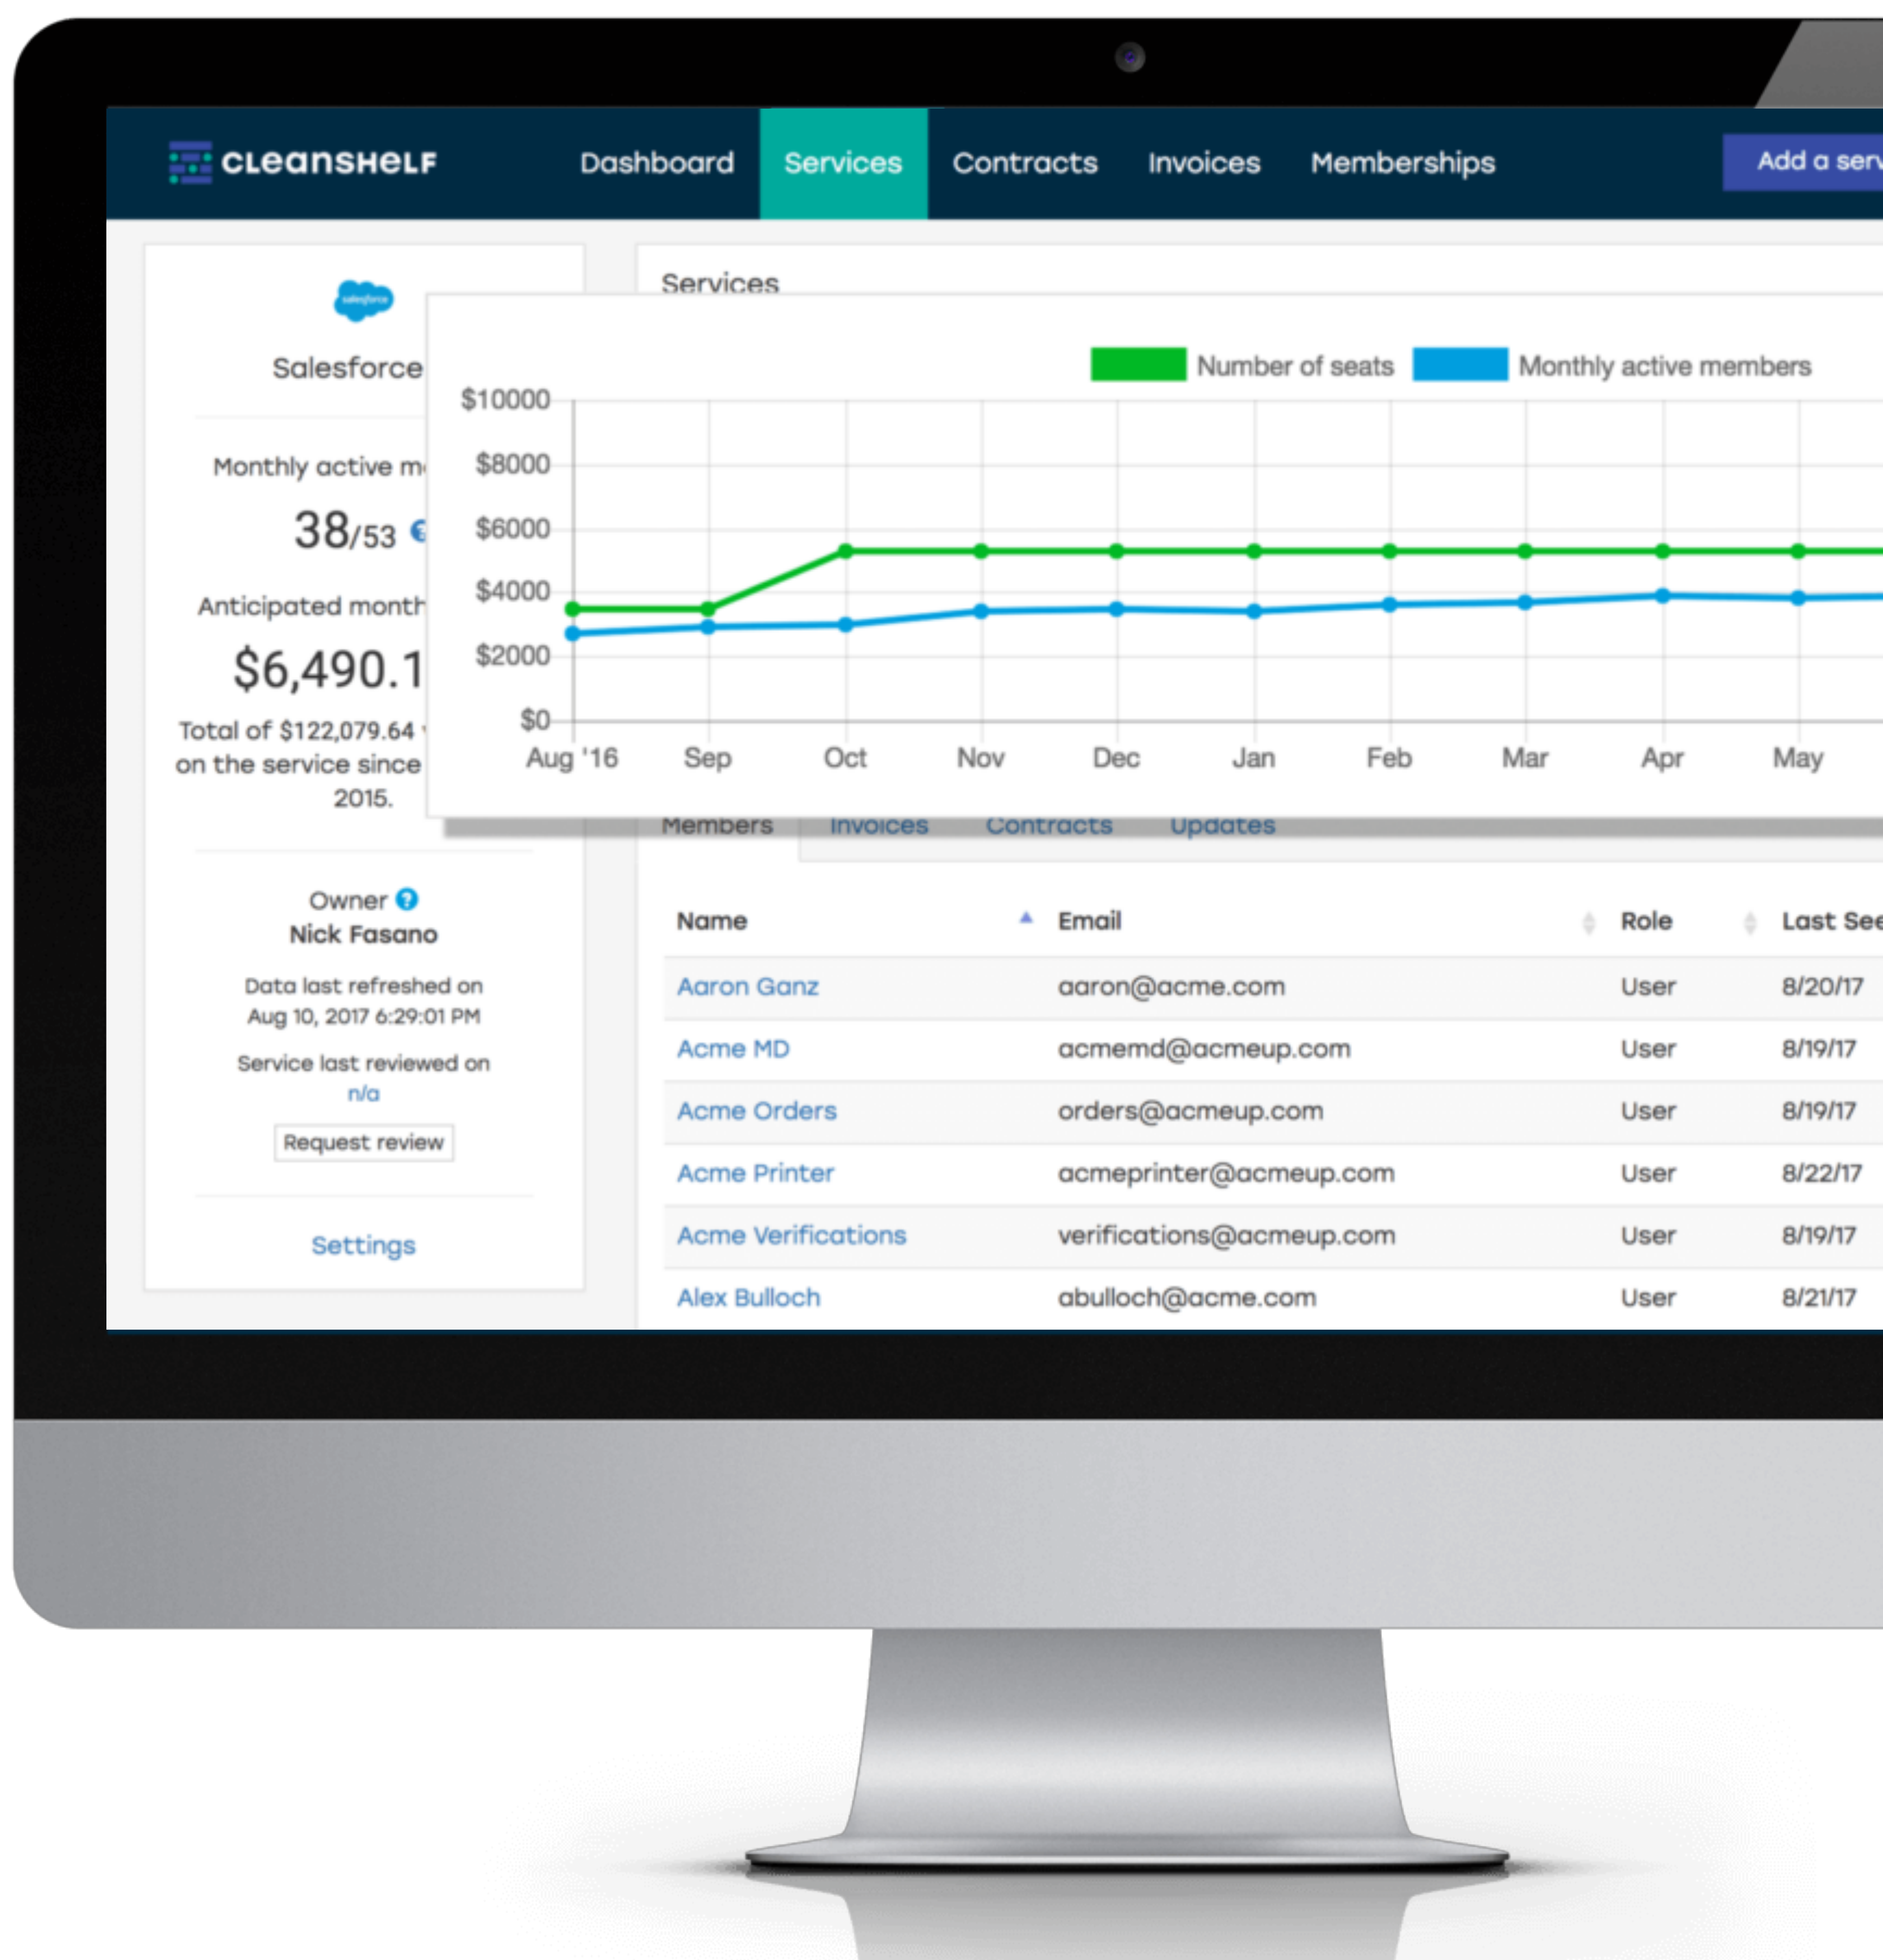 CLeansHeLF
Dashboard
Services
Contracts
Invoices
Memberships
Add a
salesforce
Salesforce
Monthly active
38/53
Anticipated
$6,490.1
Total of $122,079.64
on the service since
2015.
Owner ?
Nick Fasano
Data last refreshed on
Aug 10, 2017 6:29:01 PM
Service last reviewed on
n/a
Request review
Settings
Services
Number of seats
Monthly active members
$10000
$8000
$6000
$4000
$2000
$0
Aug '16 Sep Oct Nov Dec Jan Feb Mar Apr May
Members Invoices Contracts Updates
Name Email Role Last
Aaron Ganz aaron@acme.com User 8/20/17
Acme MD acmemd@acmeup.com User 8/19/17
Acme Orders orders@acmeup.com User 8/19/17
Acme Printer acmeprinter@acmeup.com User 8/22/17
Acme Verifications verifications@acmeup.com User 8/19/17
Alex Bulloch abulloch@acme.com User 8/21/17